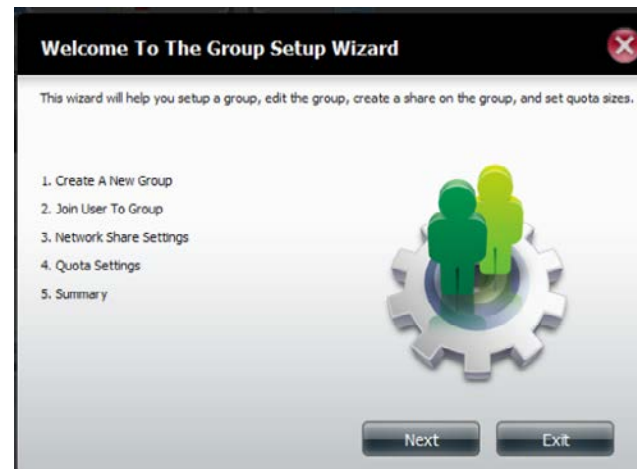 Welcome To The Group Setup Wizard
This wizard will help you setup a group, edit the group, create a share on the group, and set quota sizes.
1. Create A New Group
2. Join User To Group
3. Network Share Settings
4. Quota Settings
5. Summary
Next
Exit